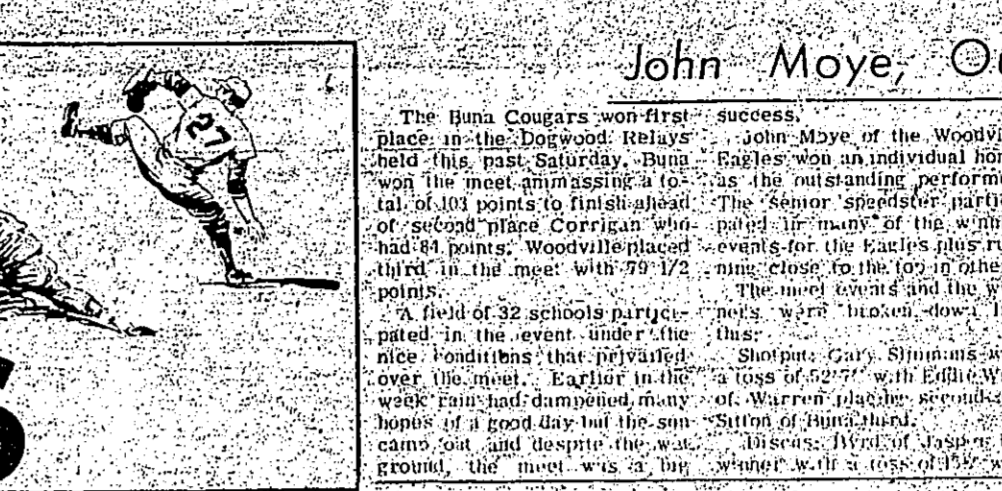 John Moye,
27
The Buna Cougars won first
place in the Dogwood Relays
held this past Saturday. Buna
won the meet ammassing a to-
tal of 103 points to finish ahead
of second place Corrigan who
had 84 points. Woodville placed
third in the meet with 79 1/2
points.
A field of 32 schools partici-
pated in the event under the
nice conditions that prevailed
over the meet. Earlier in the
week rain had dampened many
hopes of a good day but the sun
came out and despite the wet
ground, the meet was a big
success.
John Moye of the Woodvi
Eagles won an individual hon
as the outstanding perform
The senior speedster parti
pated in many of the winn
events for the Eagles plus ru
ning close to the top in othe
The meet events and the w
ners were broken down l
thus:
Shotput: Gary Simmons w
a toss of 52'7" with Eddie W
of Warren placing second
Sutton of Buna third.
Discus: Byrd of Jasper
winner with a toss of